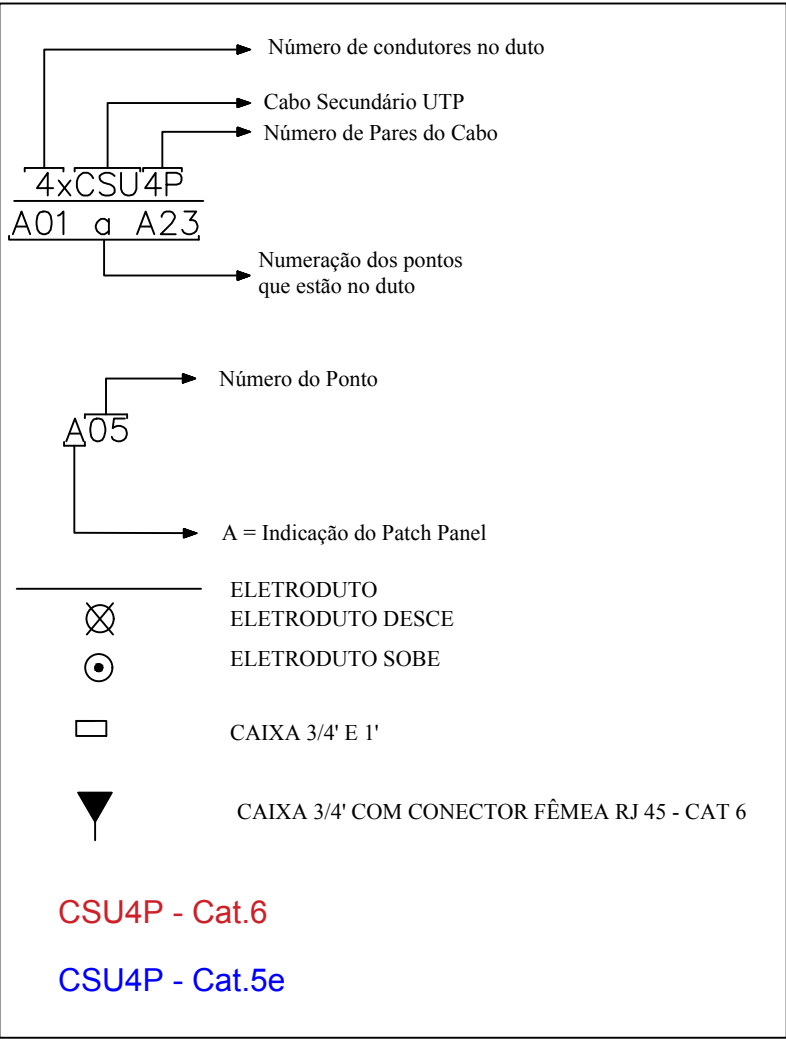 Número de condutores no duto
Cabo Secundário UTP
Número de Pares do Cabo
4xCSU4P
A01 a A23
Numeração dos pontos
que estão no duto
Número do Ponto
A05
A = Indicação do Patch Panel
ELETRODUTO
ELETRODUTO DESCE
ELETRODUTO SOBE
CAIXA 3/4' E 1'
CAIXA 3/4' COM CONECTOR FÊMEA RJ 45 - CAT 6
CSU4P - Cat.6
CSU4P - Cat.5e